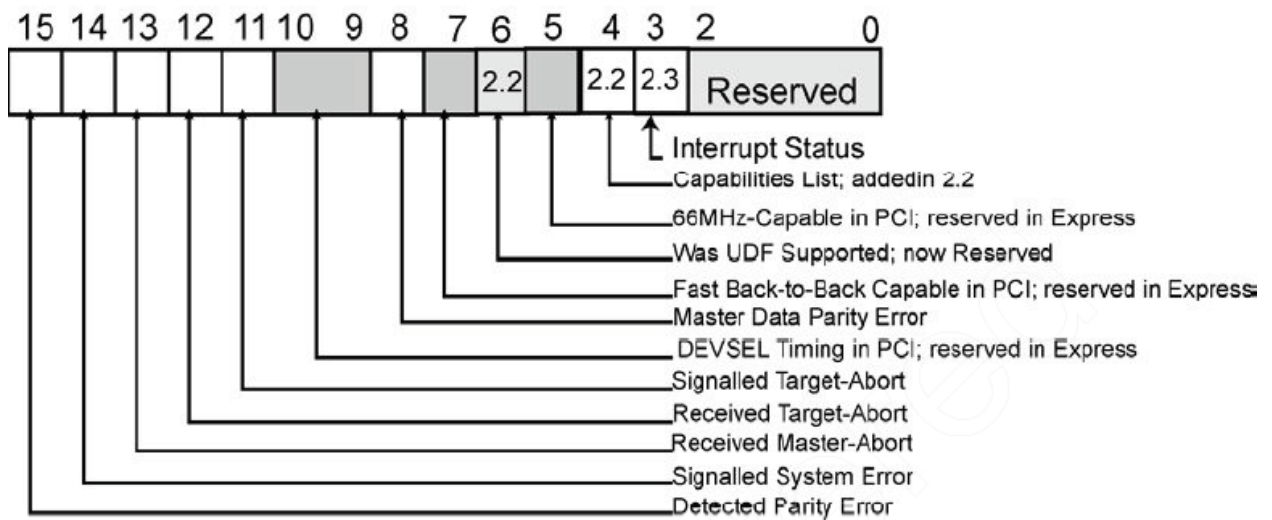 15 14 13 12 11 10 9 8 7 6 5 4 3 2 0
2.2 2.2 2.3 Reserved
Interrupt Status
Capabilities List; addedin 2.2
66MHz-Capable in PCI; reserved in Express
Was UDF Supported; now Reserved
Fast Back-to-Back Capable in PCI; reserved in Express
Master Data Parity Error
DEVSEL Timing in PCI; reserved in Express
Signalled Target-Abort
Received Target-Abort
Received Master-Abort
Signalled System Error
Detected Parity Error